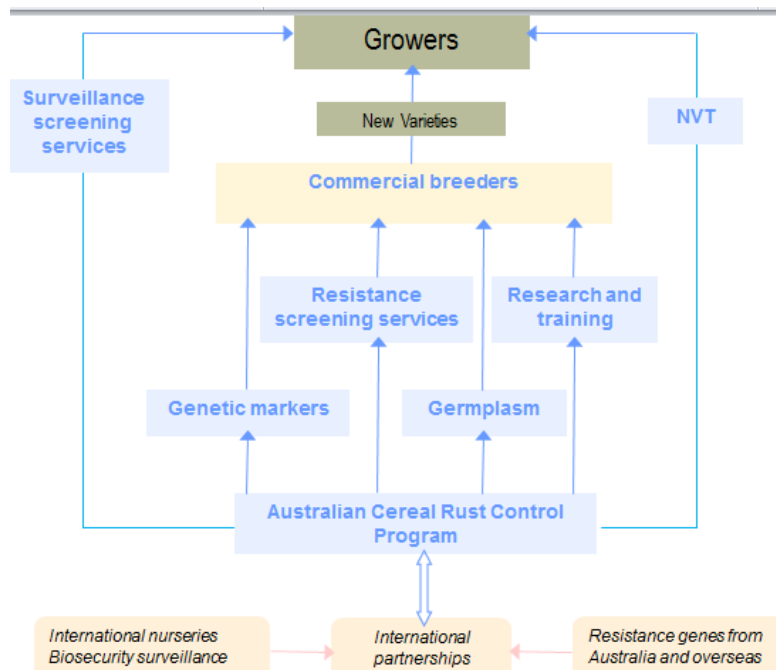 Growers
Surveillance
screening
services
NVT
New Varieties
Commercial breeders
Resistance
screening services
Research and
training
Genetic markers
Germplasm
Australian Cereal Rust Control
Program
International nurseries
Biosecurity surveillance
International
partnerships
Resistance genes from
Australia and overseas